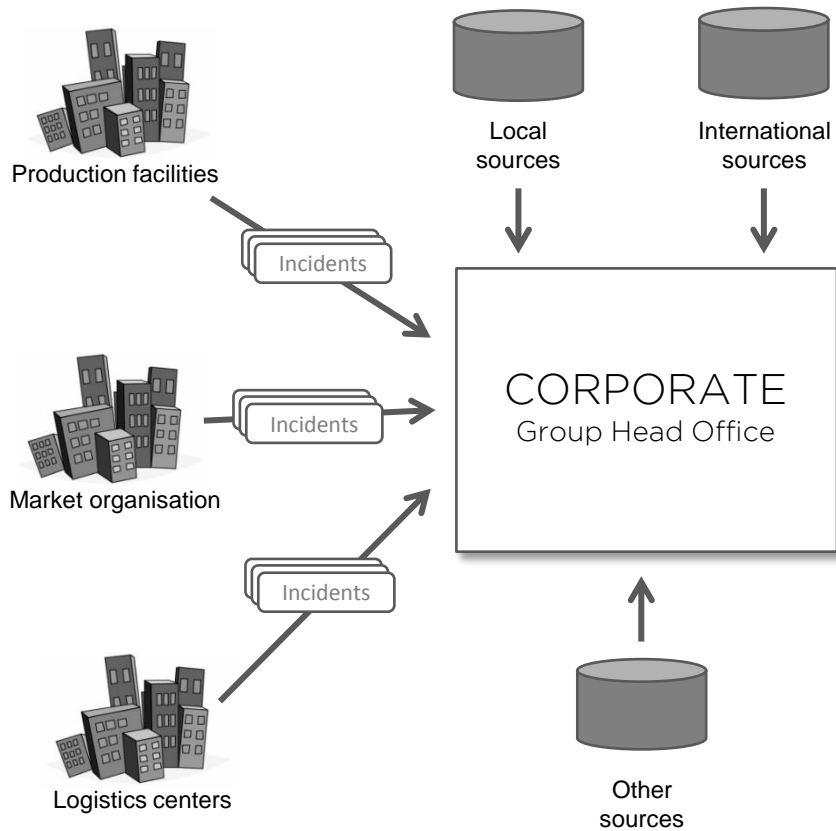 Local
sources
International
sources
Production facilities
Incidents
CORPORATE
Group Head Office
Incidents
Market organisation
Incidents
Logistics centers
Other
sources